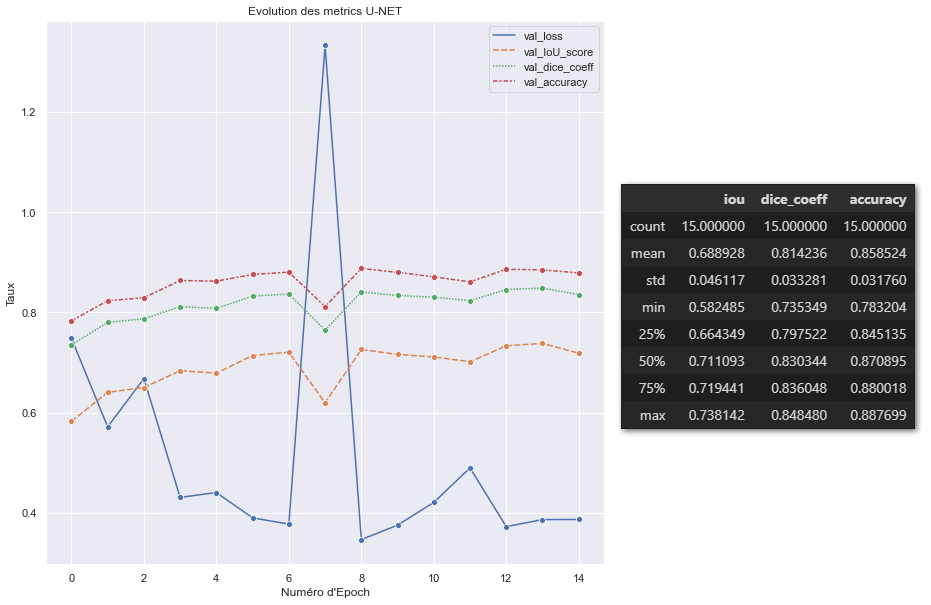 Evolution des metrics U-NET
val_loss
val_IoU_score
val_dice_coeff
val_accuracy
1.2
1.0
0.8
0.6
0.4
Taux
0 2 4 6 8 10 12 14
Numéro d'Epoch
iou dice_coeff accuracy
count 15.000000 15.000000 15.000000
mean 0.688928 0.814236 0.858524
std 0.046117 0.033281 0.031760
min 0.582485 0.735349 0.783204
25% 0.664349 0.797522 0.845135
50% 0.711093 0.830344 0.870895
75% 0.719441 0.836048 0.880018
max 0.738142 0.848480 0.887699